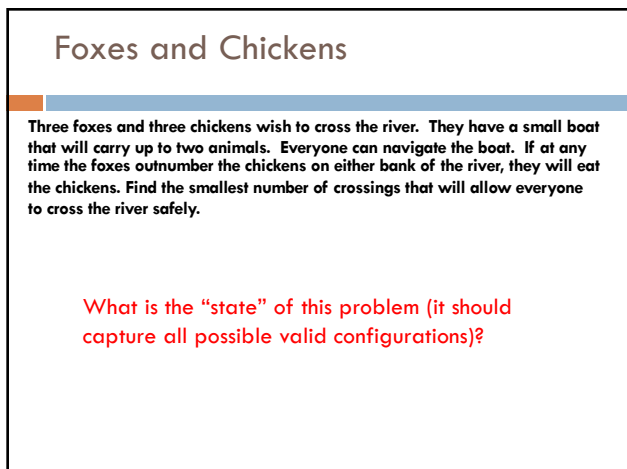 Foxes and Chickens
Three foxes and three chickens wish to cross the river.  They have a small boat
that will carry up to two animals.  Everyone can navigate the boat.  If at any
time the foxes outnumber the chickens on either bank of the river, they will eat
the chickens. Find the smallest number of crossings that will allow everyone
to cross the river safely.
What is the “state” of this problem (it should
capture all possible valid configurations)?